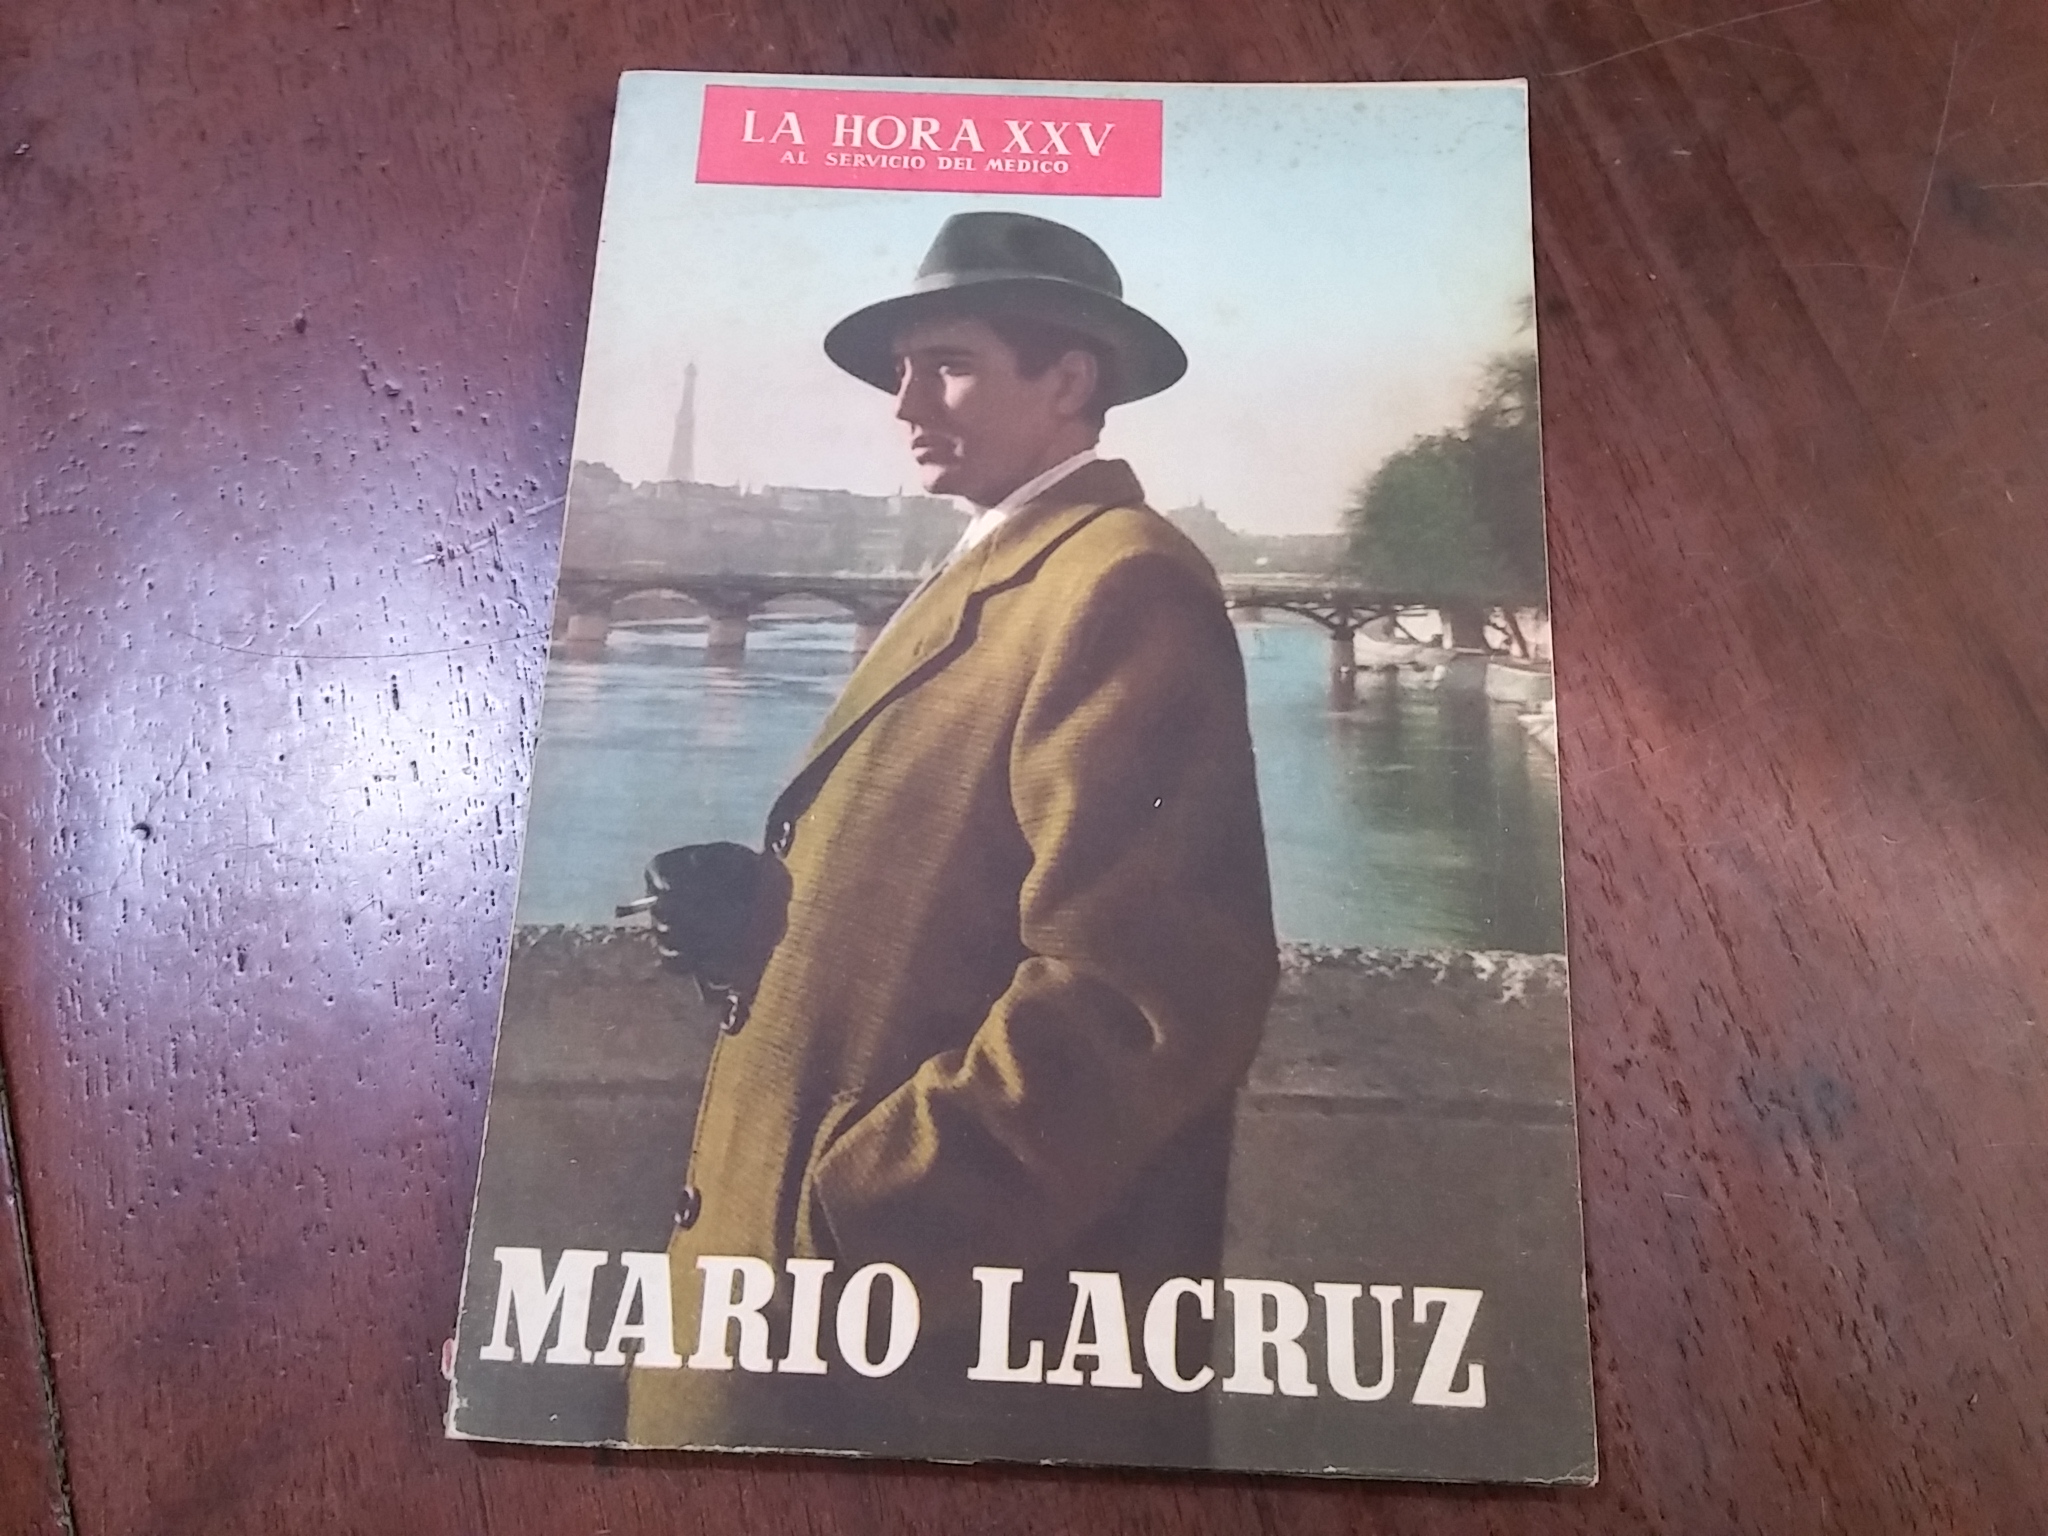 LA HORA XXV
AL SERVICIO DEL MEDICO
MARIO LACRUZ